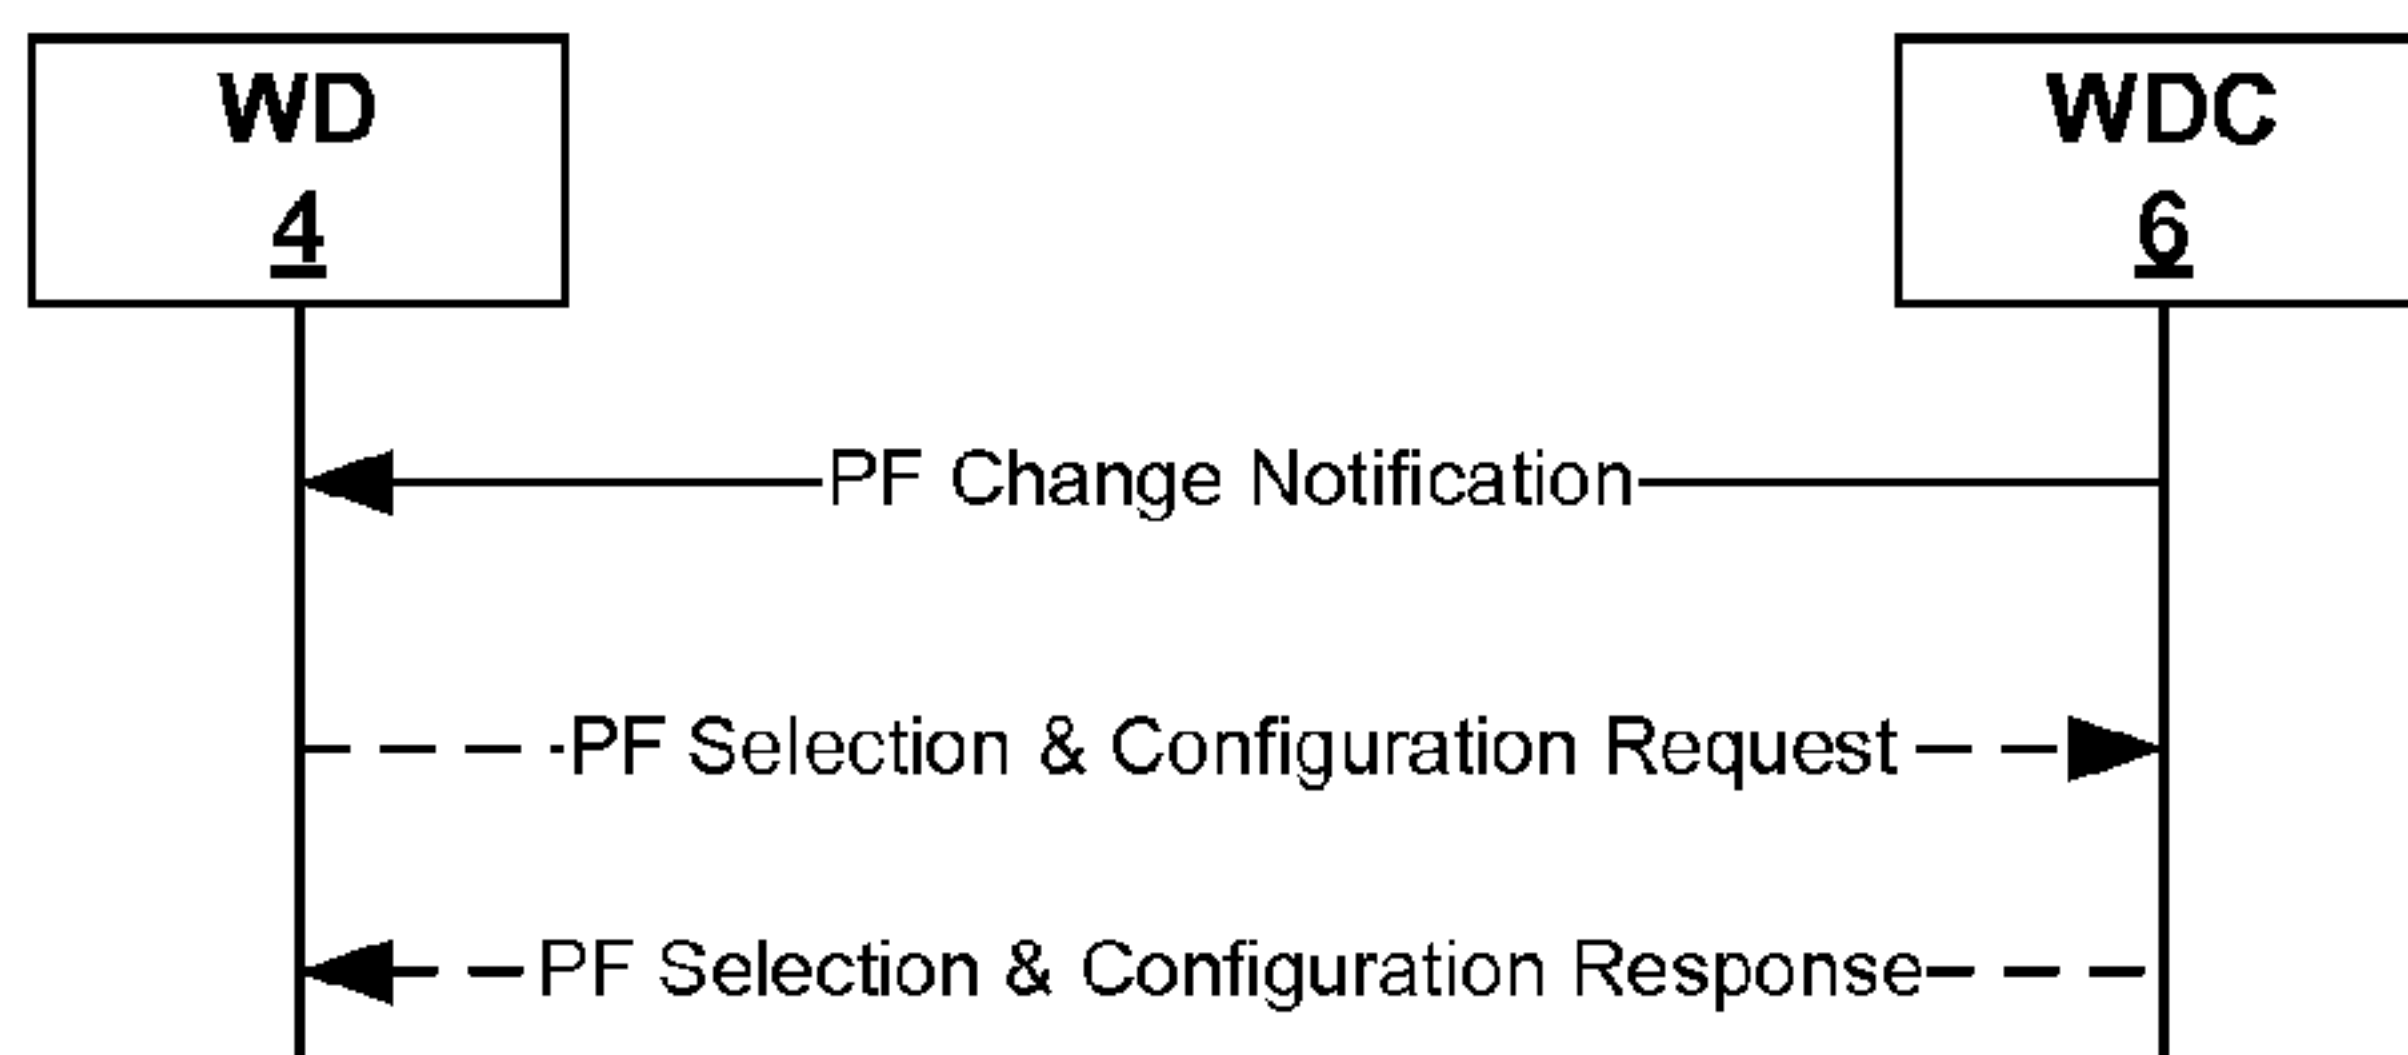 WD
4
WDC
6
PF Change Notification
PF Selection & Configuration Request
PF Selection & Configuration Response